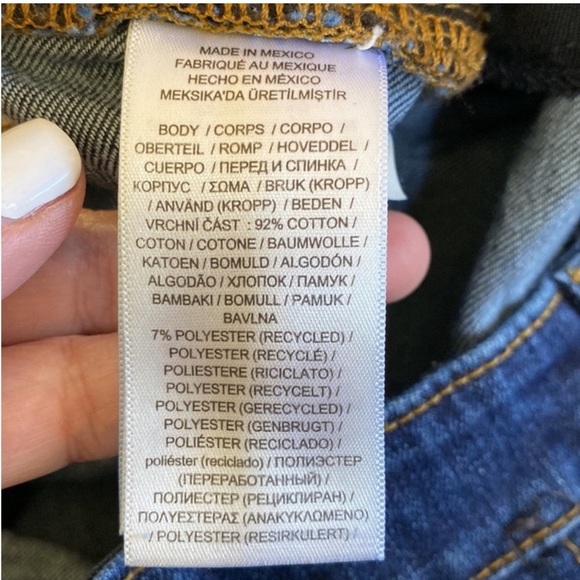 MADE IN MEXICO
FABRIQUÉ AU MEXIQUE
HECHO EN MÉXICO
MEKSIKA'DA ÜRETİLMİŞTİR
BODY / CORPS / CORPO /
OBERTEIL / ROMP / HOVEDDEL /
CUERPO / ПЕРЕД И СПИНКА /
КОРПУС / ΣΩΜΑ / BRUK (KROPP)
/ ANVÄND (KROPP) / BEDEN /
VRCHNÍ ČÁST : 92% COTTON /
COTON / COTONE / BAUMWOLLE /
KATOEN / BOMULD / ALGODÓN /
ALGODÃO / ХЛОПОК / ПАМУК /
BAMBAKI / BOMULL / PAMUK /
BAVLNA
7% POLYESTER (RECYCLED) /
POLYESTER (RECYCLÉ) /
POLIESTERE (RICICLATO) /
POLYESTER (RECYCELT) /
POLYESTER (GERECYCLED) /
POLYESTER (GENBRUGT) /
POLIÉSTER (RECICLADO) /
poliéster (reciclado) / ПОЛИЭСТЕР
(ПЕРЕРАБОТАННЫЙ) /
ПОЛИЕСТЕР (РЕЦИКЛИРАН) /
ΠΟΛΥΕΣΤΕΡΑΣ (ΑΝΑΚΥΚΛΩΜΕΝΟ)
/ POLYESTER (RESIRKULERT) /